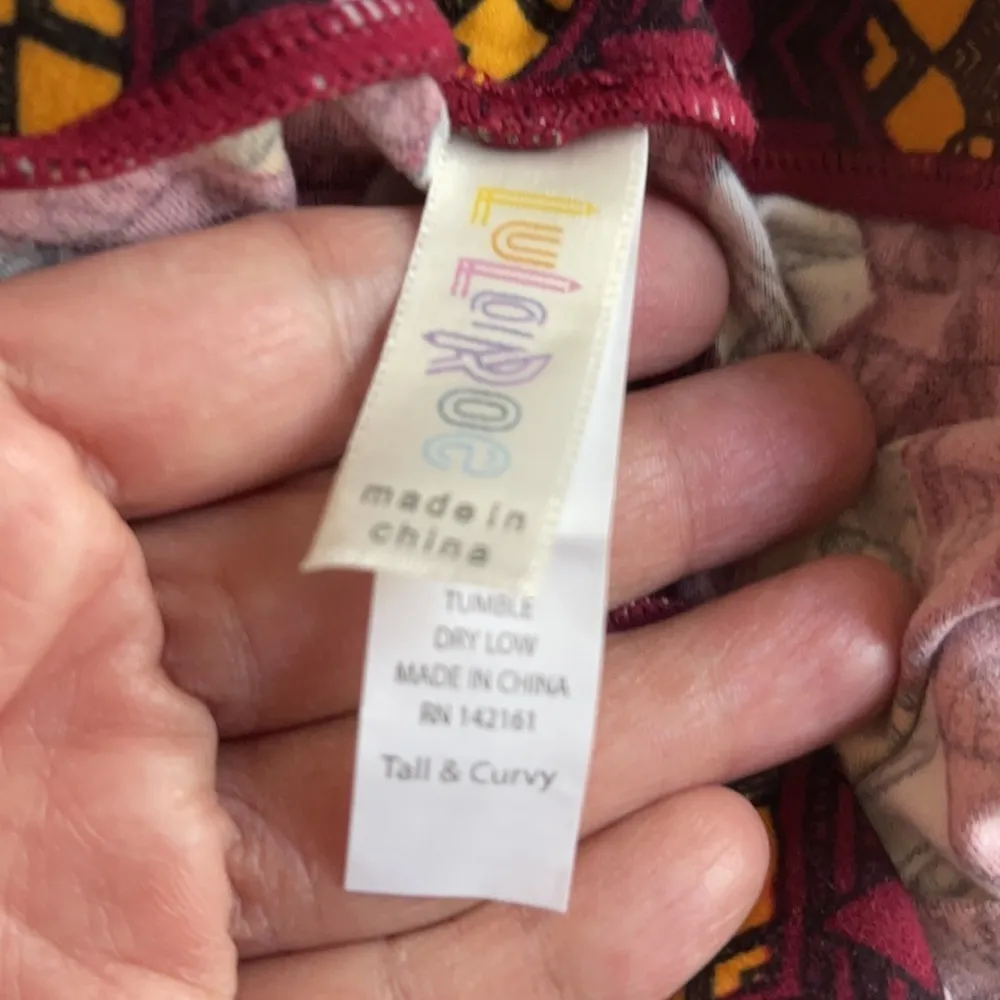 LuLaRoe
made in
china
TUMBLE
DRY LOW
MADE IN CHINA
RN 142161
Tall & Curvy